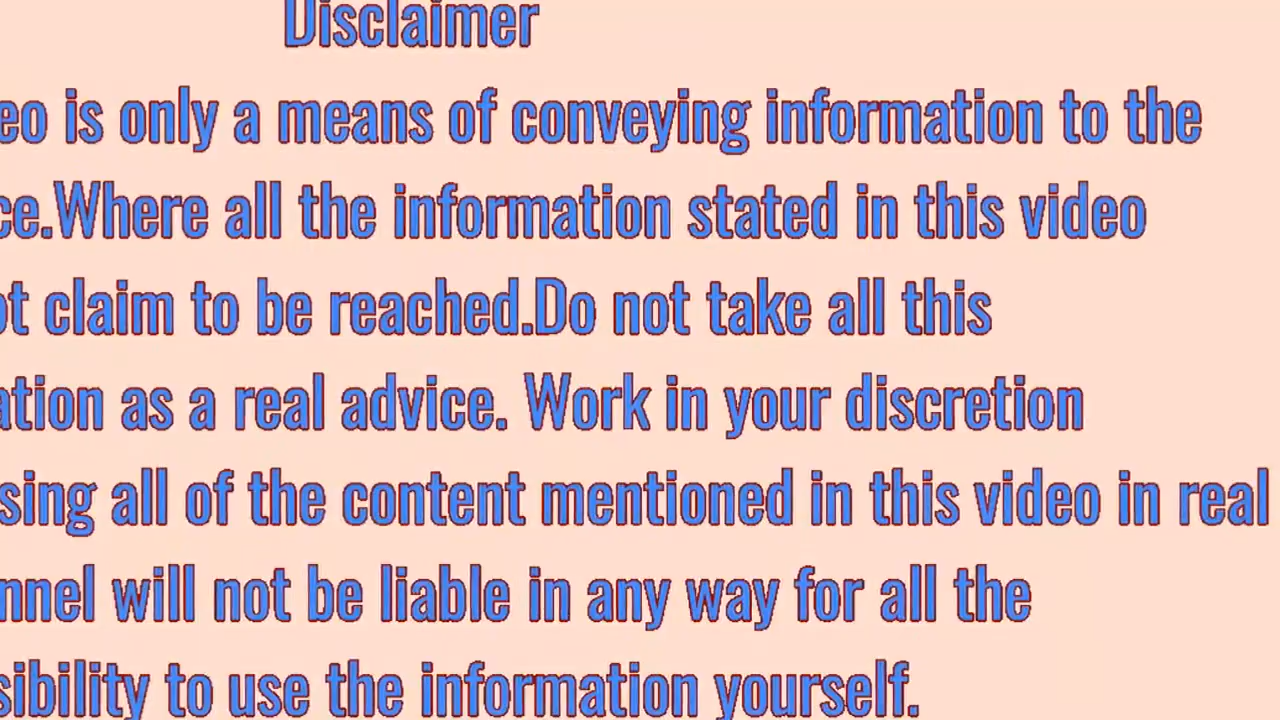 Disclaimer
eo is only a means of conveying information to the
ce.Where all the information stated in this video
ot claim to be reached.Do not take all this
ation as a real advice. Work in your discretion
sing all of the content mentioned in this video in real
nnel will not be liable in any way for all the
sibility to use the information yourself.